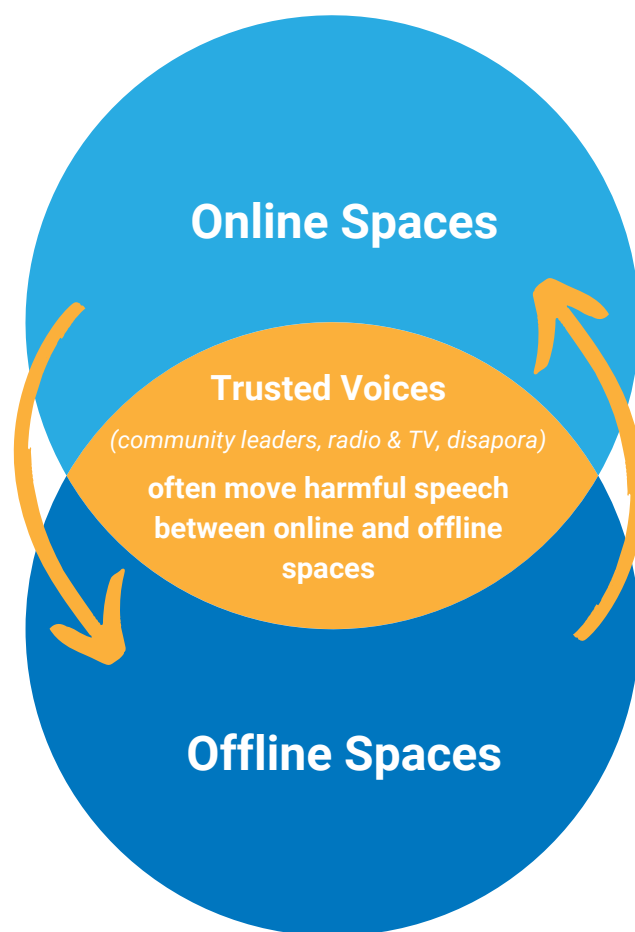 Online Spaces
Trusted Voices
(community leaders, radio & TV, disapora)
often move harmful speech
between online and offline
spaces
Offline Spaces